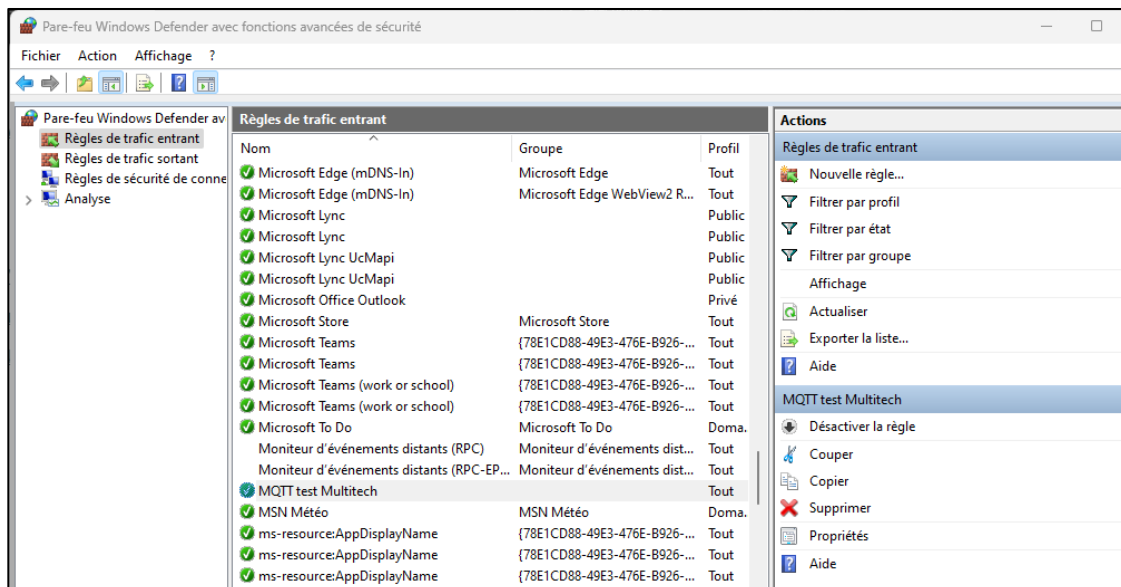 Pare-feu Windows Defender avec fonctions avancées de sécurité
Fichier Action Affichage ?
Pare-feu Windows Defender av
Règles de trafic entrant
Règles de trafic sortant
Règles de sécurité de conne
Analyse
Règles de trafic entrant
Nom Groupe Profil
Microsoft Edge (mDNS-In) Microsoft Edge Tout
Microsoft Edge (mDNS-In) Microsoft Edge WebView2 R... Tout
Microsoft Lync Public
Microsoft Lync Public
Microsoft Lync UcMapi Public
Microsoft Lync UcMapi Public
Microsoft Office Outlook Privé
Microsoft Store Microsoft Store Tout
Microsoft Teams {78E1CD88-49E3-476E-B926-... Tout
Microsoft Teams {78E1CD88-49E3-476E-B926-... Tout
Microsoft Teams (work or school) {78E1CD88-49E3-476E-B926-... Tout
Microsoft Teams (work or school) {78E1CD88-49E3-476E-B926-... Tout
Microsoft To Do Microsoft To Do Doma.
Moniteur d'événements distants (RPC) Moniteur d'événements dist... Tout
Moniteur d'événements distants (RPC-EP... Moniteur d'événements dist... Tout
MQTT test Multitech Tout
MSN Météo MSN Météo Doma.
ms-resource:AppDisplayName {78E1CD88-49E3-476E-B926-... Tout
ms-resource:AppDisplayName {78E1CD88-49E3-476E-B926-... Tout
ms-resource:AppDisplayName {78E1CD88-49E3-476E-B926-... Tout
Actions
Règles de trafic entrant
Nouvelle règle...
Filtrer par profil
Filtrer par état
Filtrer par groupe
Affichage
Actualiser
Exporter la liste...
Aide
MQTT test Multitech
Désactiver la règle
Couper
Copier
Supprimer
Propriétés
Aide